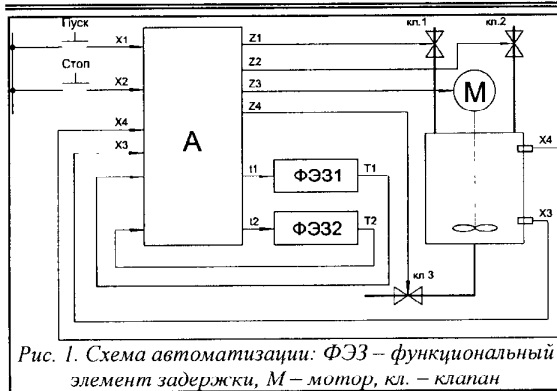 Пуск
X1
Стоп
X2
X4
X3
A
Z1
Z2
Z3
Z4
t1
ФЭЗ1
T1
t2
ФЭЗ2
T2
кл.1
кл.2
M
X4
X3
кл 3
Рис. 1. Схема автоматизации: ФЭЗ – функциональный
элемент задержки, М – мотор, кл. – клапан